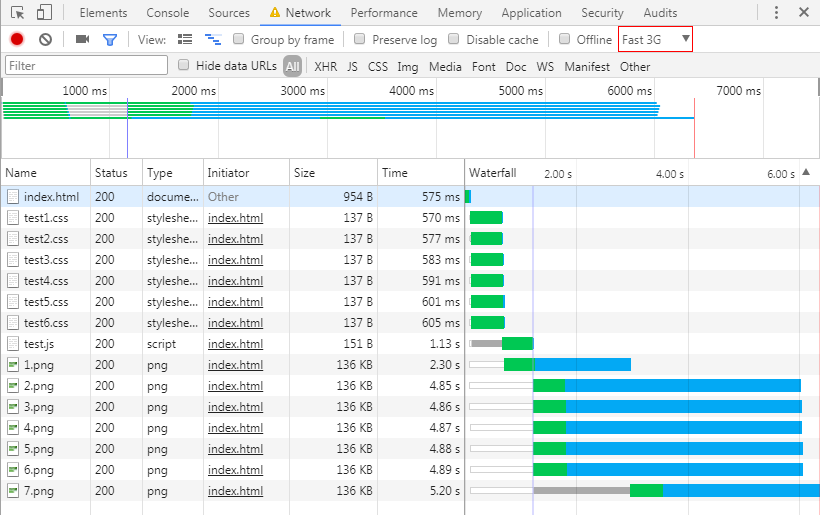 Elements Console Sources Network Performance Memory Application Security Audits
View: Group by frame Preserve log Disable cache Offline Fast 3G
Filter Hide data URLs All XHR JS CSS Img Media Font Doc WS Manifest Other
1000 ms 2000 ms 3000 ms 4000 ms 5000 ms 6000 ms 7000 ms
Name Status Type Initiator Size Time Waterfall 2.00 s 4.00 s 6.00 s
index.html 200 docume... Other 954 B 575 ms
test1.css 200 styleshe... index.html 137 B 570 ms
test2.css 200 styleshe... index.html 137 B 577 ms
test3.css 200 styleshe... index.html 137 B 583 ms
test4.css 200 styleshe... index.html 137 B 591 ms
test5.css 200 styleshe... index.html 137 B 601 ms
test6.css 200 styleshe... index.html 137 B 605 ms
test.js 200 script index.html 151 B 1.13 s
1.png 200 png index.html 136 KB 2.30 s
2.png 200 png index.html 136 KB 4.85 s
3.png 200 png index.html 136 KB 4.86 s
4.png 200 png index.html 136 KB 4.87 s
5.png 200 png index.html 136 KB 4.88 s
6.png 200 png index.html 136 KB 4.89 s
7.png 200 png index.html 136 KB 5.20 s